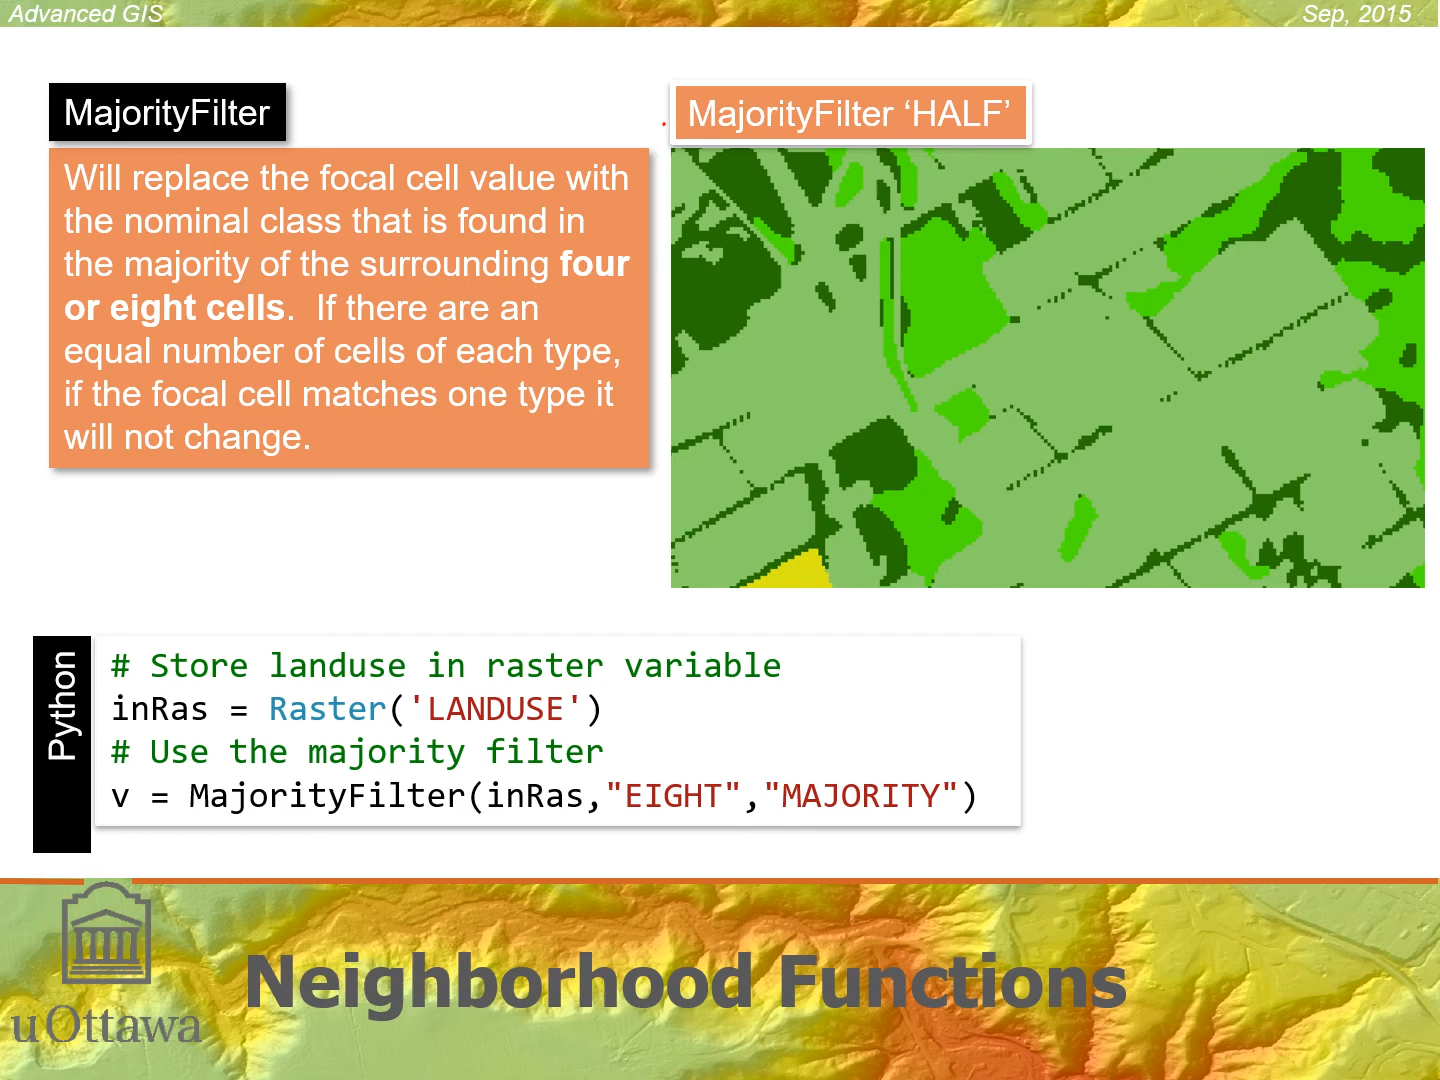 Advanced GIS
Sep, 2015
MajorityFilter
Will replace the focal cell value with
the nominal class that is found in
the majority of the surrounding four
or eight cells.  If there are an
equal number of cells of each type,
if the focal cell matches one type it
will not change.
MajorityFilter ‘HALF’
Python
# Store landuse in raster variable
inRas = Raster('LANDUSE')
# Use the majority filter
v = MajorityFilter(inRas,"EIGHT","MAJORITY")
Neighborhood Functions
uOttawa